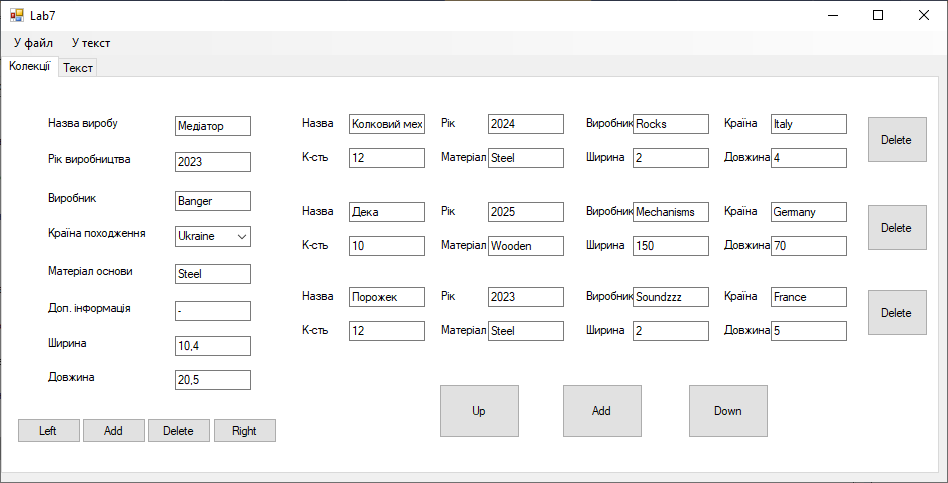 Lab7
У файл У текст
Колекції Текст
Назва виробу Медіатор
Рік виробництва 2023
Виробник Banger
Країна походження Ukraine
Матеріал основи Steel
Доп. інформація -
Ширина 10,4
Довжина 20,5
Left Add Delete Right
Назва Колковий мех Рік 2024 Виробник Rocks Країна Italy
К-сть 12 Матеріал Steel Ширина 2 Довжина 4
Delete
Назва Дека Рік 2025 Виробник Mechanisms Країна Germany
К-сть 10 Матеріал Wooden Ширина 150 Довжина 70
Delete
Назва Порожек Рік 2023 Виробник Soundzzz Країна France
К-сть 12 Матеріал Steel Ширина 2 Довжина 5
Delete
Up Add Down